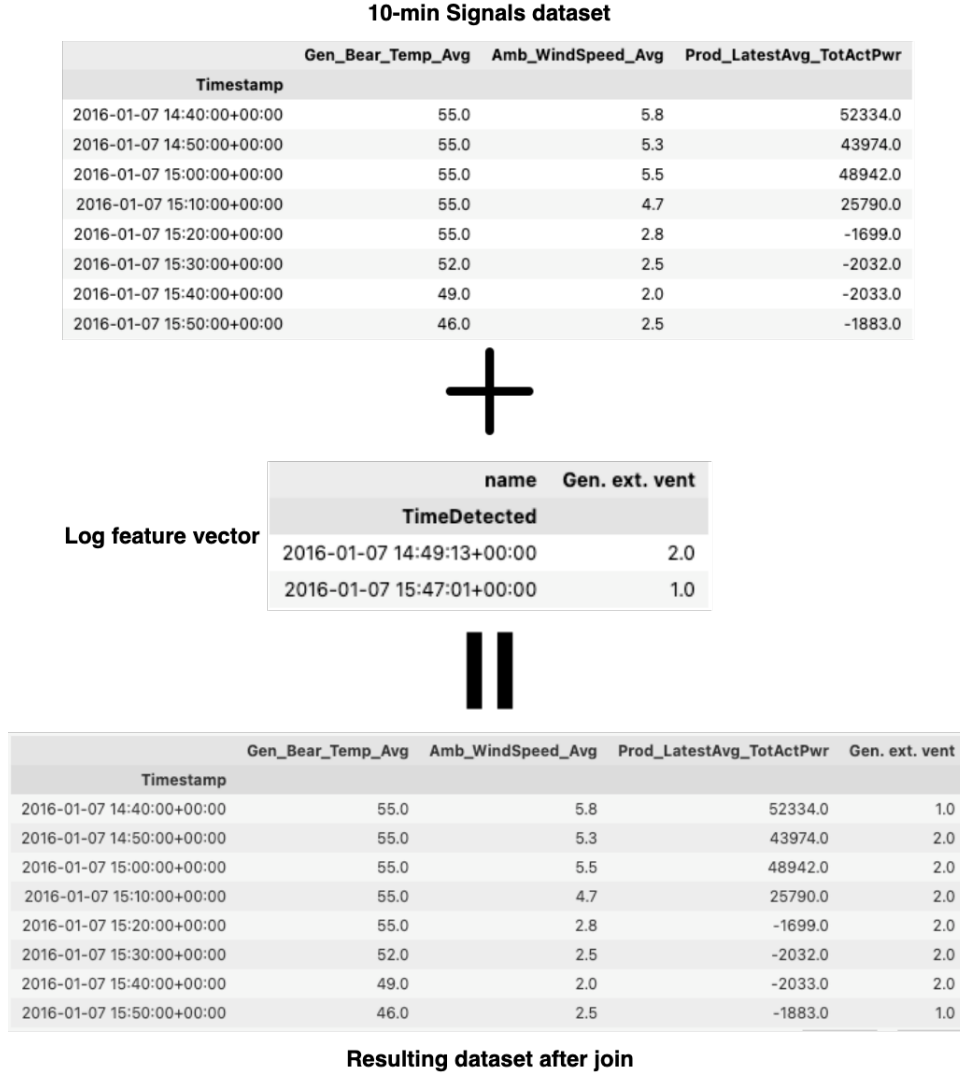 10-min Signals dataset
Gen_Bear_Temp_Avg Amb_WindSpeed_Avg Prod_LatestAvg_TotActPwr
Timestamp
2016-01-07 14:40:00+00:00 55.0 5.8 52334.0
2016-01-07 14:50:00+00:00 55.0 5.3 43974.0
2016-01-07 15:00:00+00:00 55.0 5.5 48942.0
2016-01-07 15:10:00+00:00 55.0 4.7 25790.0
2016-01-07 15:20:00+00:00 55.0 2.8 -1699.0
2016-01-07 15:30:00+00:00 52.0 2.5 -2032.0
2016-01-07 15:40:00+00:00 49.0 2.0 -2033.0
2016-01-07 15:50:00+00:00 46.0 2.5 -1883.0
Log feature vector
name Gen. ext. vent
TimeDetected
2016-01-07 14:49:13+00:00 2.0
2016-01-07 15:47:01+00:00 1.0
Gen_Bear_Temp_Avg Amb_WindSpeed_Avg Prod_LatestAvg_TotActPwr Gen. ext. vent
Timestamp
2016-01-07 14:40:00+00:00 55.0 5.8 52334.0 1.0
2016-01-07 14:50:00+00:00 55.0 5.3 43974.0 2.0
2016-01-07 15:00:00+00:00 55.0 5.5 48942.0 2.0
2016-01-07 15:10:00+00:00 55.0 4.7 25790.0 2.0
2016-01-07 15:20:00+00:00 55.0 2.8 -1699.0 2.0
2016-01-07 15:30:00+00:00 52.0 2.5 -2032.0 2.0
2016-01-07 15:40:00+00:00 49.0 2.0 -2033.0 2.0
2016-01-07 15:50:00+00:00 46.0 2.5 -1883.0 1.0
Resulting dataset after join